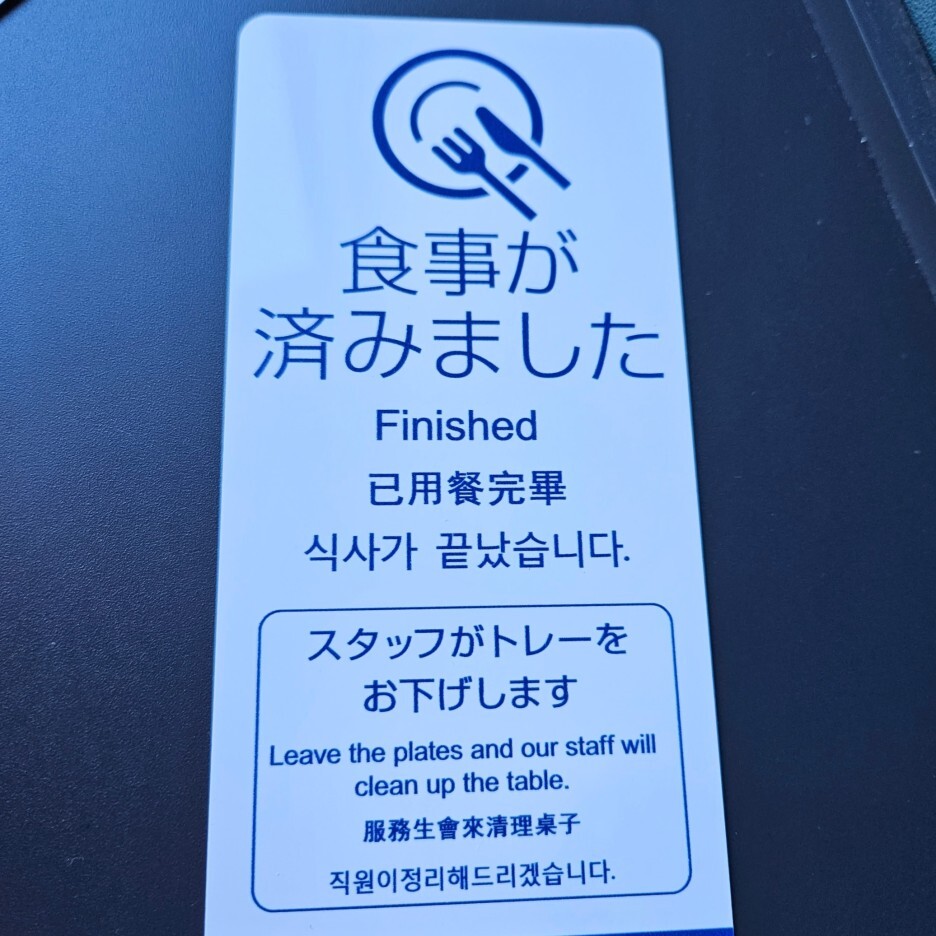 食事が
済みました
Finished
已用餐完畢
식사가 끝났습니다.
スタッフがトレーを
お下げします
Leave the plates and our staff will
clean up the table.
服務生會來清理桌子
직원이정리해드리겠습니다.